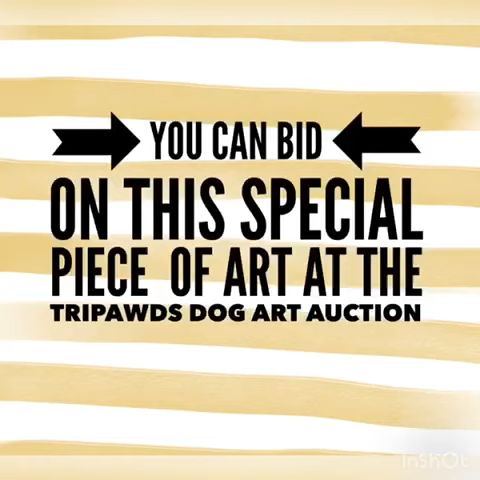 YOU CAN BID
ON THIS SPECIAL
PIECE OF ART AT THE
TRIPAWDS DOG ART AUCTION
InShOt